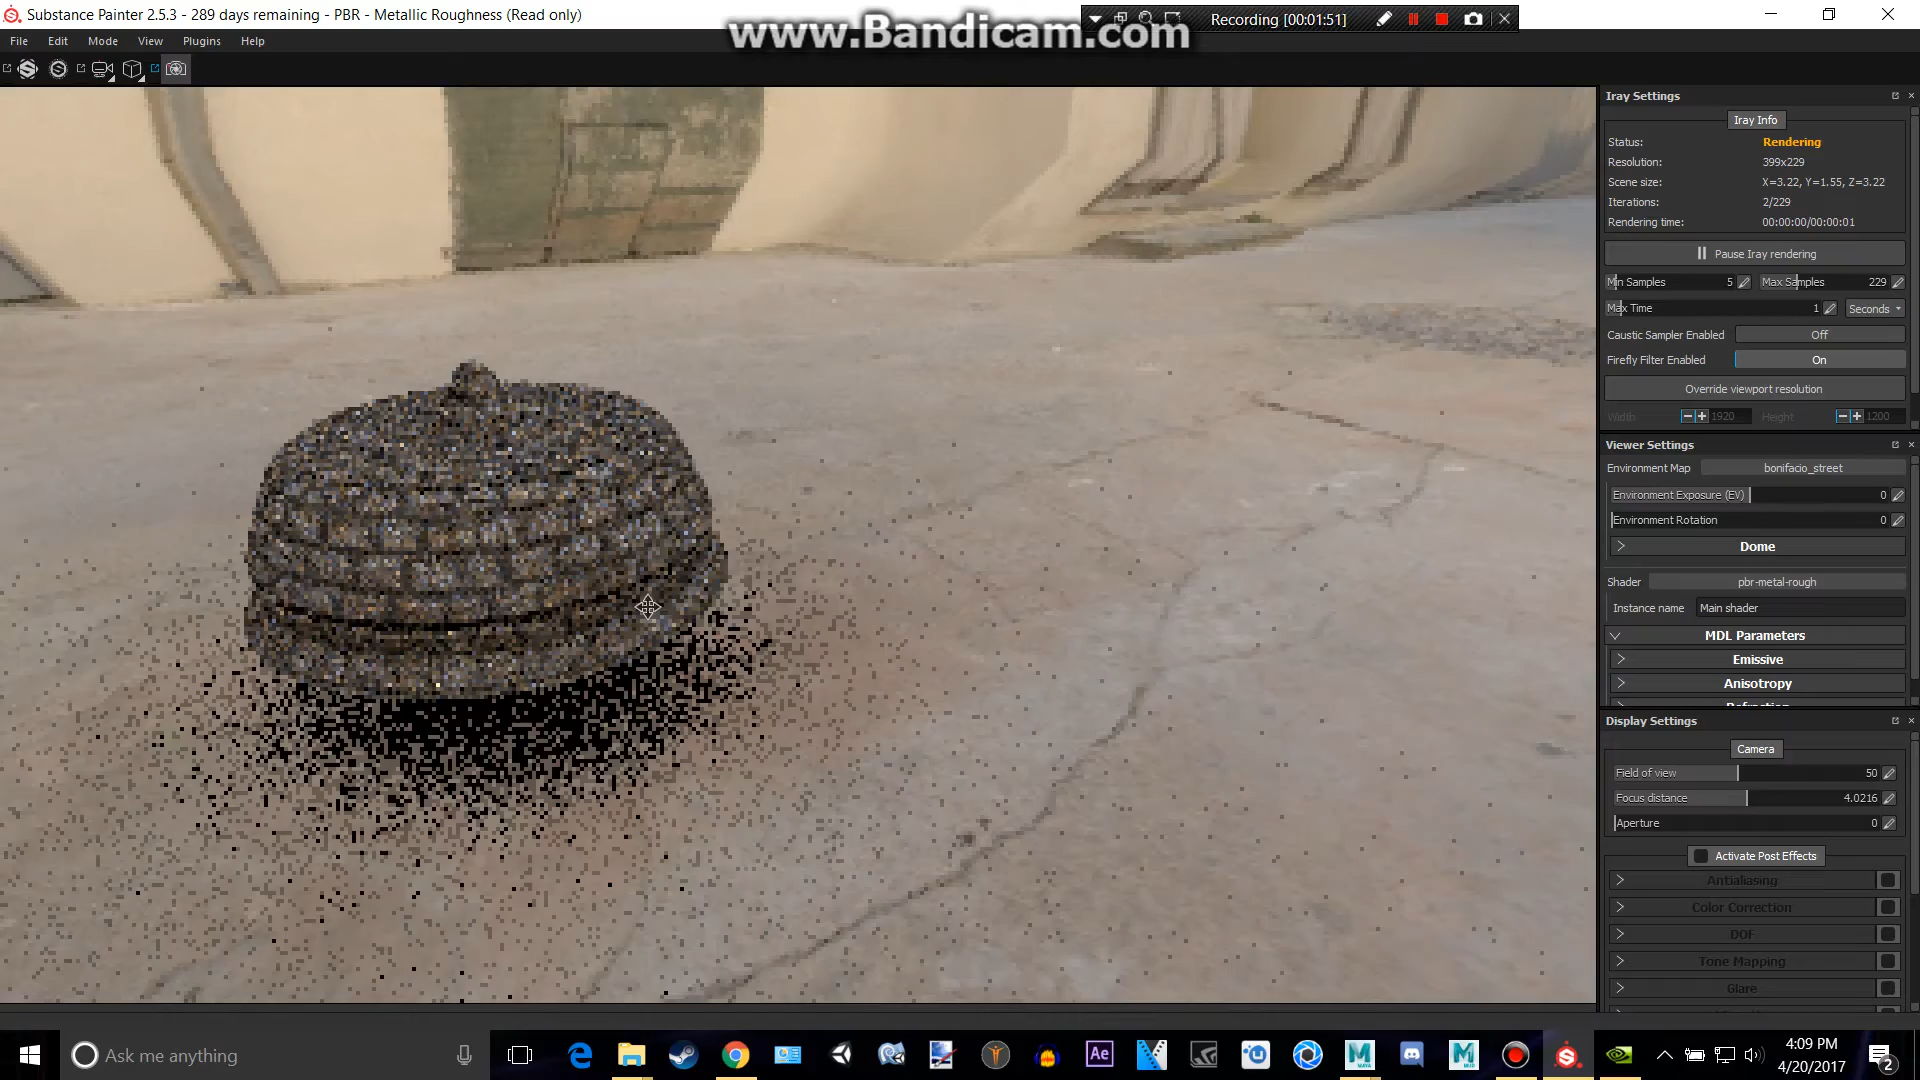 Substance Painter 2.5.3 - 289 days remaining - PBR - Metallic Roughness (Read only)
www.Bandicam.com
Recording [00:01:51]
File Edit Mode View Plugins Help
Iray Settings
Iray Info
Status: Rendering
Resolution: 399x229
Scene size: X=3.22, Y=1.55, Z=3.22
Iterations: 2/229
Rendering time: 00:00:00/00:00:01
Pause Iray rendering
Min Samples 5 Max Samples 229
Max Time 1 Seconds
Caustic Sampler Enabled Off
Firefly Filter Enabled On
Override viewport resolution
Width 1920 Height 1200
Viewer Settings
Environment Map bonifacio_street
Environment Exposure (EV) 0
Environment Rotation 0
Dome
Shader pbr-metal-rough
Instance name Main shader
MDL Parameters
Emissive
Anisotropy
Display Settings
Camera
Field of view 50
Focus distance 4.0216
Aperture 0
Activate Post Effects
Antialiasing
Color Correction
DOF
Tone Mapping
Glare
Ask me anything
Ae
4:09 PM
4/20/2017
2